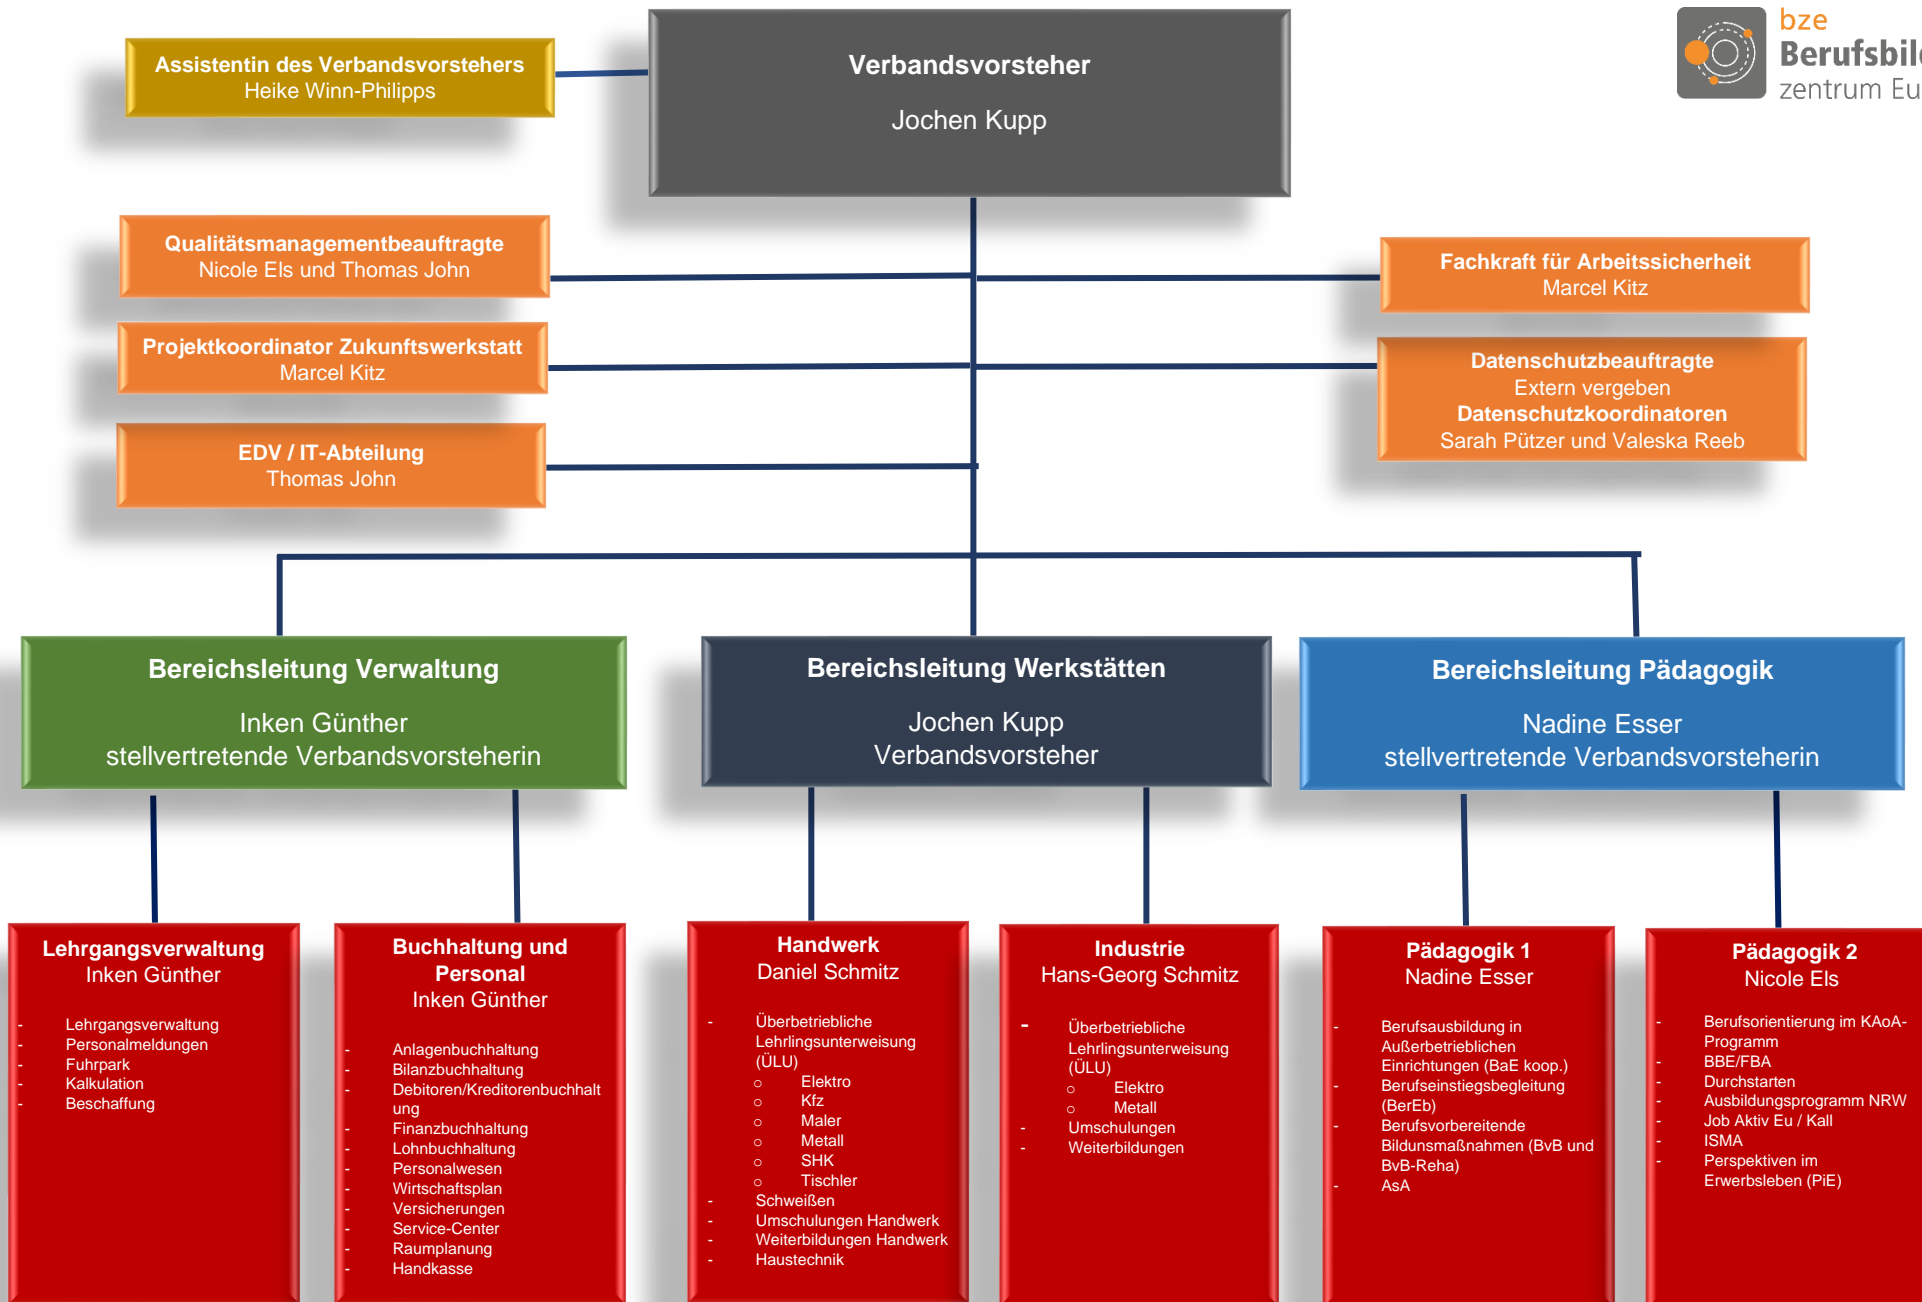 bze
Berufsbild
zentrum Eu
Assistentin des Verbandsvorstehers
Heike Winn-Philipps
Verbandsvorsteher
Jochen Kupp
Qualitätsmanagementbeauftragte
Nicole Els und Thomas John
Fachkraft für Arbeitssicherheit
Marcel Kitz
Projektkoordinator Zukunftswerkstatt
Marcel Kitz
Datenschutzbeauftragte
Extern vergeben
Datenschutzkoordinatoren
Sarah Pützer und Valeska Reeb
EDV / IT-Abteilung
Thomas John
Bereichsleitung Verwaltung
Inken Günther
stellvertretende Verbandsvorsteherin
Bereichsleitung Werkstätten
Jochen Kupp
Verbandsvorsteher
Bereichsleitung Pädagogik
Nadine Esser
stellvertretende Verbandsvorsteherin
Lehrgangsverwaltung
Inken Günther
- Lehrgangsverwaltung
- Personalmeldungen
- Fuhrpark
- Kalkulation
- Beschaffung
Buchhaltung und
Personal
Inken Günther
- Anlagenbuchhaltung
- Bilanzbuchhaltung
- Debitoren/Kreditorenbuchhalt
ung
- Finanzbuchhaltung
- Lohnbuchhaltung
- Personalwesen
- Wirtschaftsplan
- Versicherungen
- Service-Center
- Raumplanung
- Handkasse
Handwerk
Daniel Schmitz
- Überbetriebliche
Lehrlingsunterweisung
(ÜLU)
o Elektro
o Kfz
o Maler
o Metall
o SHK
o Tischler
- Schweißen
- Umschulungen Handwerk
- Weiterbildungen Handwerk
- Haustechnik
Industrie
Hans-Georg Schmitz
- Überbetriebliche
Lehrlingsunterweisung
(ÜLU)
o Elektro
o Metall
- Umschulungen
- Weiterbildungen
Pädagogik 1
Nadine Esser
- Berufsausbildung in
Außerbetrieblichen
Einrichtungen (BaE koop.)
- Berufseinstiegsbegleitung
(BerEb)
- Berufsvorbereitende
Bildunsmaßnahmen (BvB und
BvB-Reha)
- AsA
Pädagogik 2
Nicole Els
- Berufsorientierung im KAoA-
Programm
- BBE/FBA
- Durchstarten
- Ausbildungsprogramm NRW
- Job Aktiv Eu / Kall
- ISMA
- Perspektiven im
Erwerbsleben (PiE)